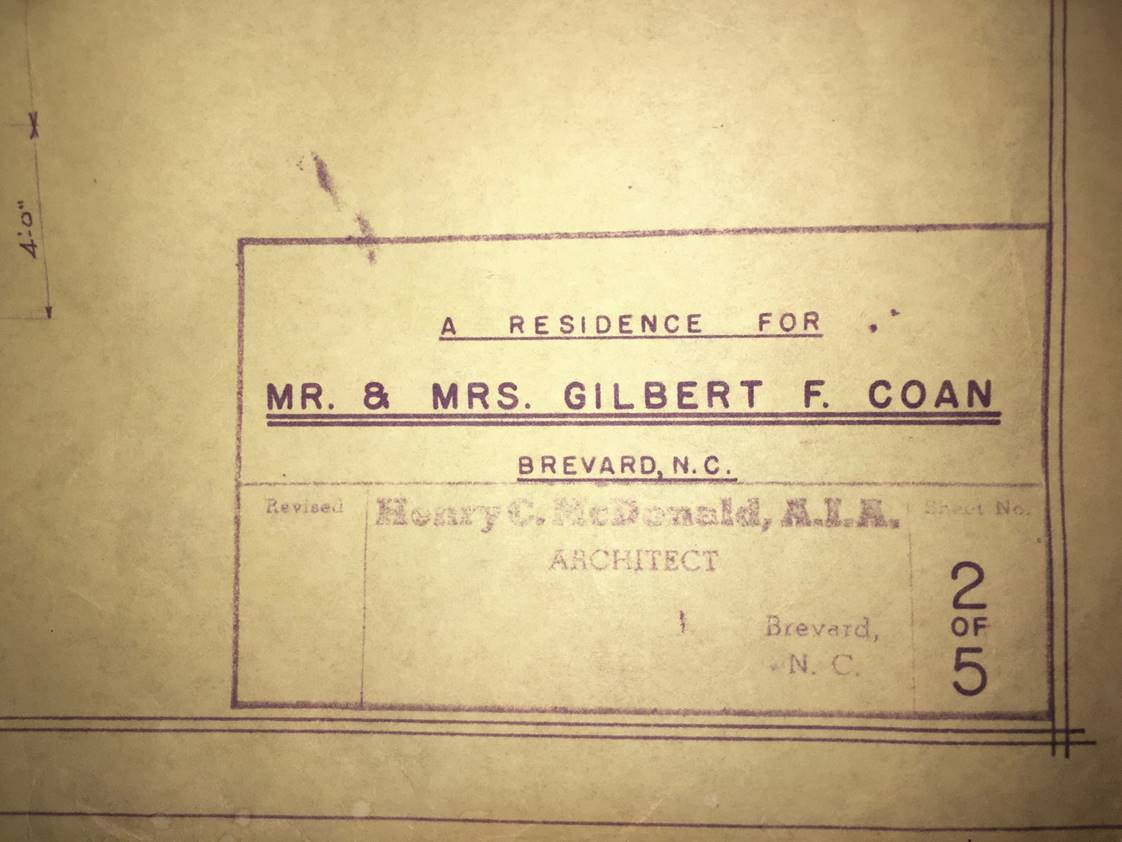 4'-0"
A RESIDENCE FOR
MR. & MRS. GILBERT F. COAN
BREVARD, N.C.
Revised
Henry C. McDonald, A.I.A.
ARCHITECT
Brevard,
N. C.
Sheet No.
2
OF
5